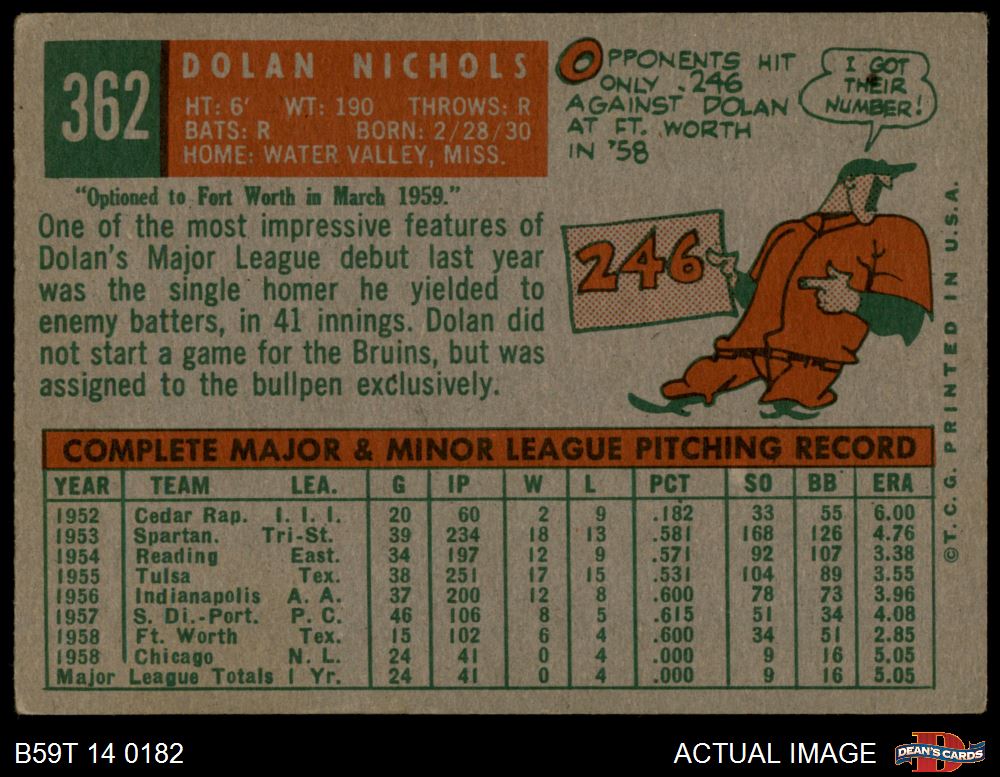 362
DOLAN NICHOLS
HT: 6' WT: 190 THROWS: R
BATS: R BORN: 2/28/30
HOME: WATER VALLEY, MISS.
"Optioned to Fort Worth in March 1959."
One of the most impressive features of
Dolan's Major League debut last year
was the single homer he yielded to
enemy batters, in 41 innings. Dolan did
not start a game for the Bruins, but was
assigned to the bullpen exclusively.
OPPONENTS HIT
ONLY .246
AGAINST DOLAN
AT FT. WORTH
IN '58
I GOT
THEIR
NUMBER!
246
©T.C.G. PRINTED IN U.S.A.
COMPLETE MAJOR & MINOR LEAGUE PITCHING RECORD
YEAR TEAM LEA. G IP W L PCT SO BB ERA
1952 Cedar Rap. I. I. I. 20 60 2 9 .182 33 55 6.00
1953 Spartan. Tri-St. 39 234 18 13 .581 168 126 4.76
1954 Reading East. 34 197 12 9 .571 92 107 3.38
1955 Tulsa Tex. 38 251 17 15 .531 104 89 3.55
1956 Indianapolis A. A. 37 200 12 8 .600 78 73 3.96
1957 S. Di.-Port. P. C. 46 106 8 5 .615 51 34 4.08
1958 Ft. Worth Tex. 15 102 6 4 .600 34 51 2.85
1958 Chicago N. L. 24 41 0 4 .000 9 16 5.05
Major League Totals 1 Yr. 24 41 0 4 .000 9 16 5.05
B59T 14 0182
ACTUAL IMAGE
D
DEAN'S CARDS